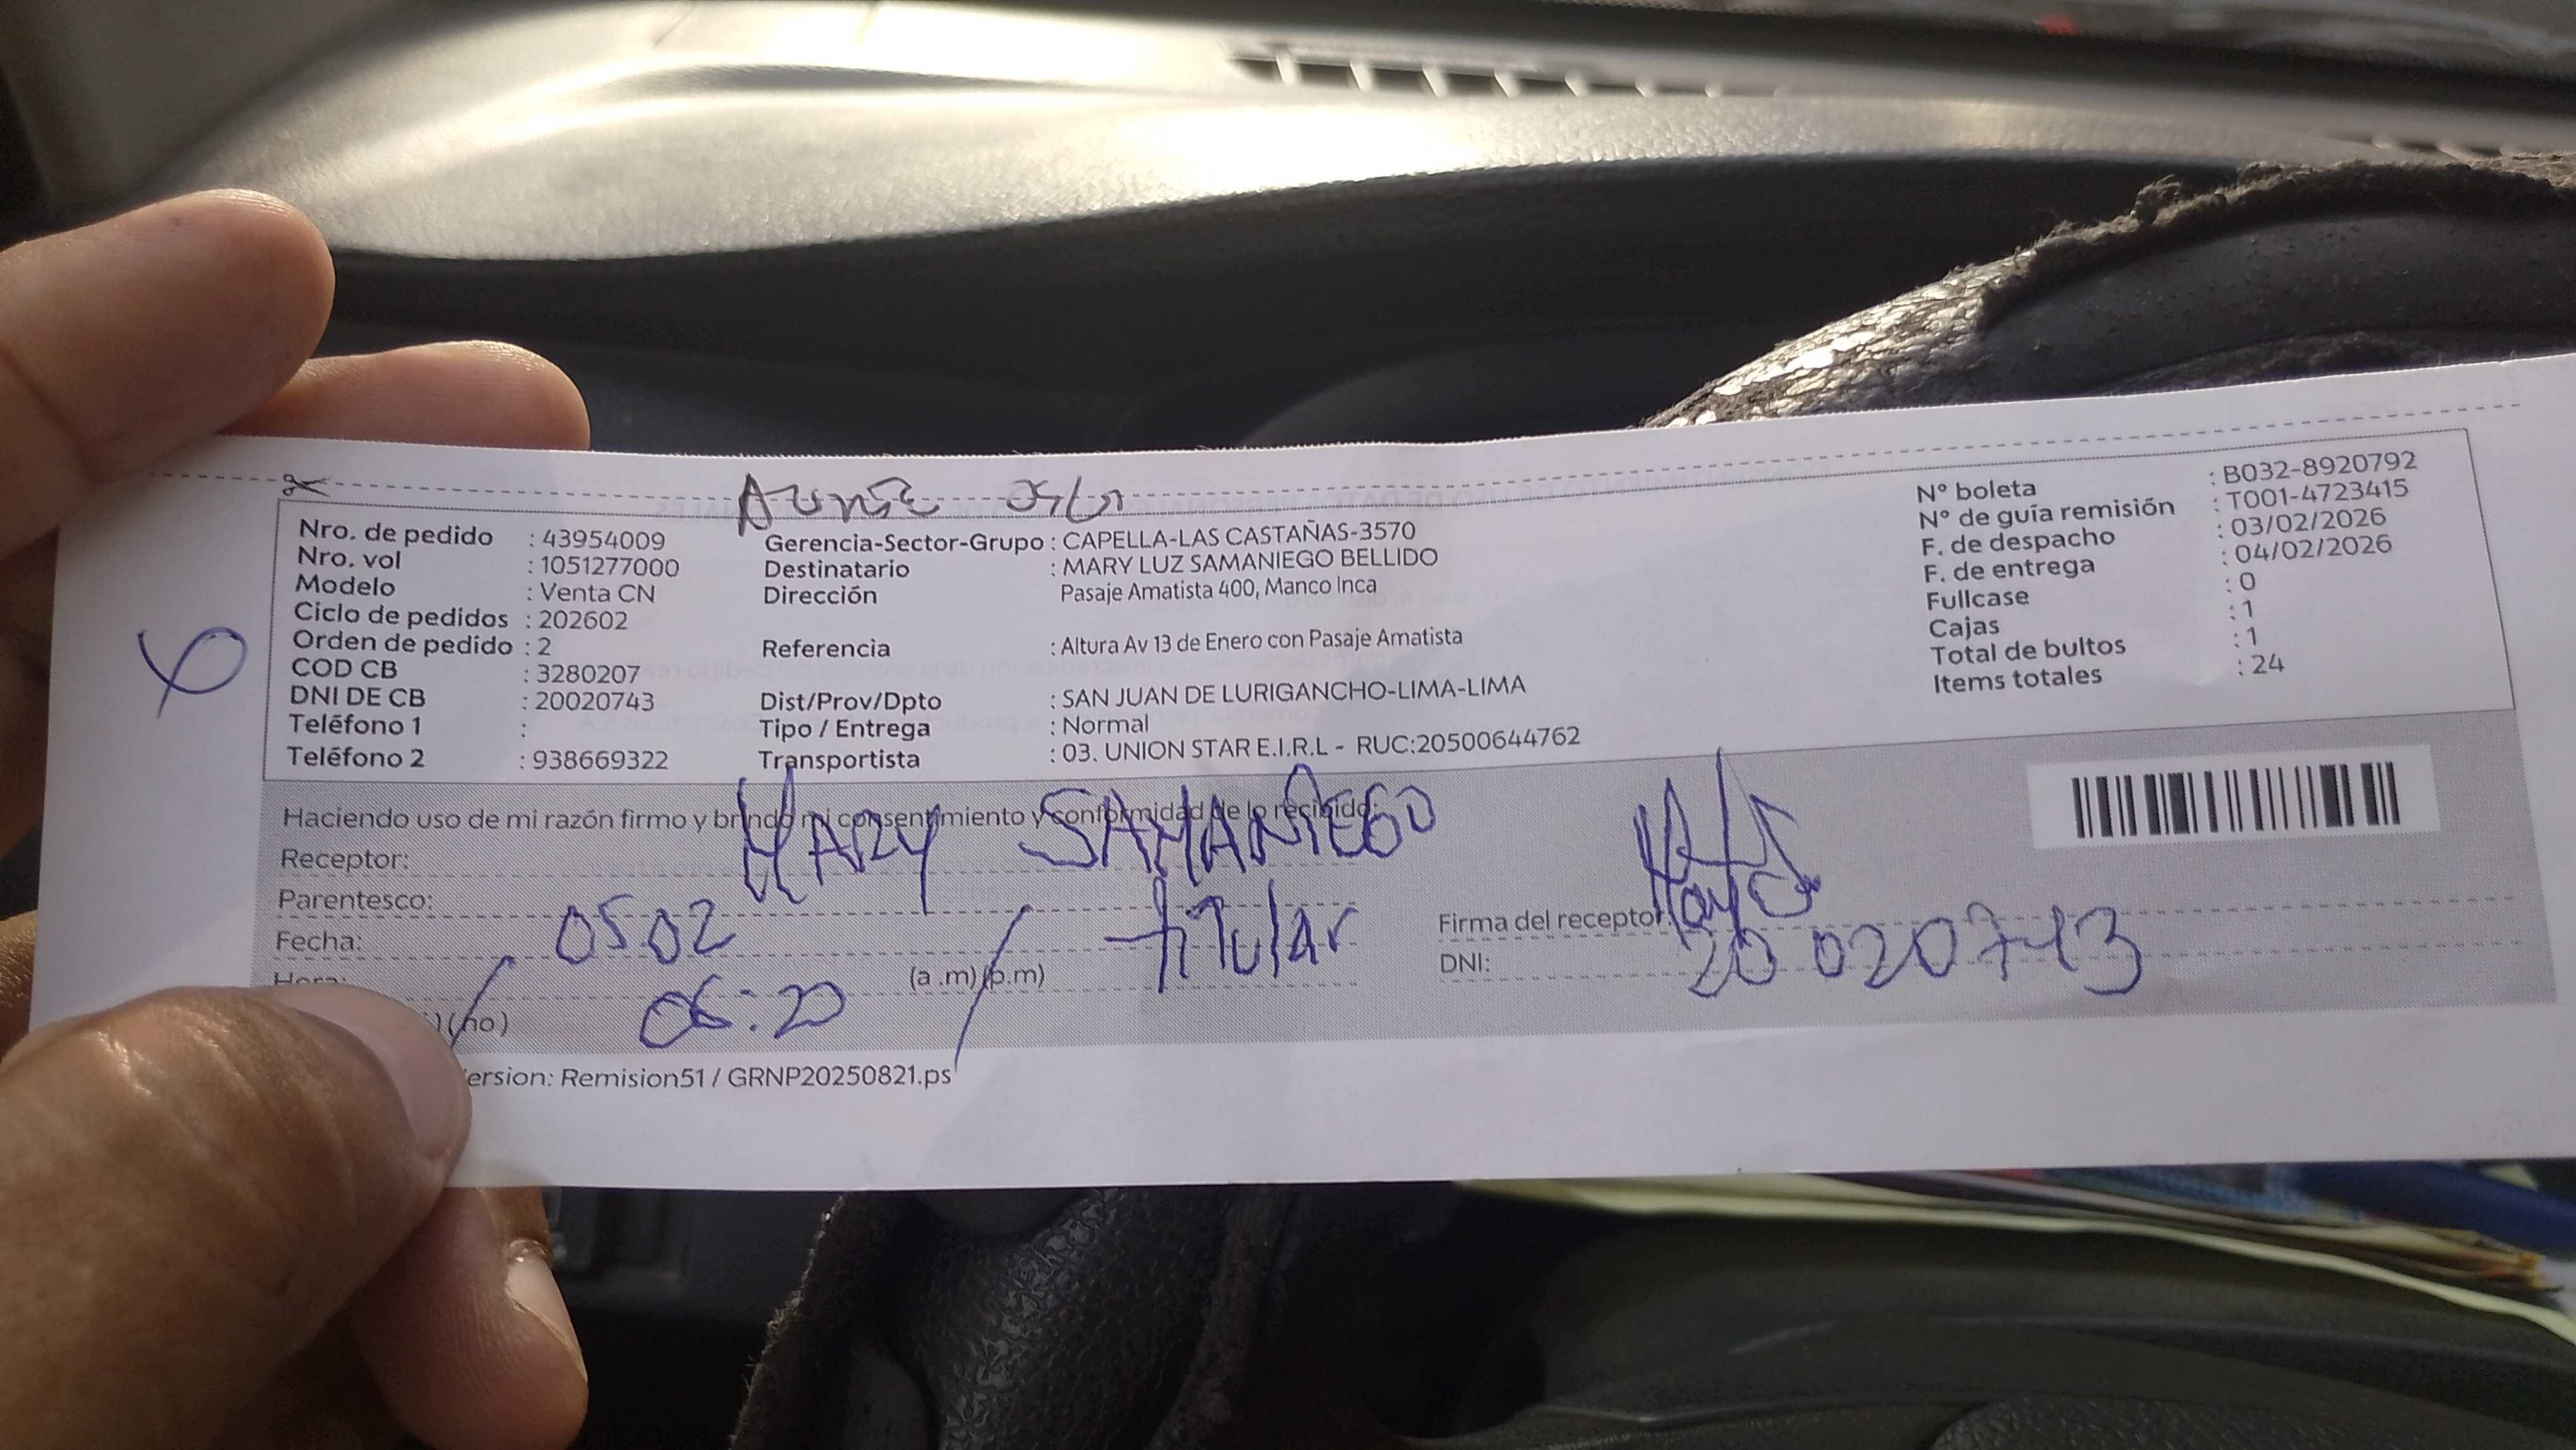 Nro. de pedido : 43954009
Nro. vol : 1051277000
Modelo : Venta CN
Ciclo de pedidos : 202602
Orden de pedido : 2
COD CB : 3280207
DNI DE CB : 20020743
Teléfono 1 :
Teléfono 2 : 938669322
Gerencia-Sector-Grupo : CAPELLA-LAS CASTAÑAS-3570
Destinatario : MARY LUZ SAMANIEGO BELLIDO
Dirección Pasaje Amatista 400, Manco Inca
Referencia : Altura Av 13 de Enero con Pasaje Amatista
Dist/Prov/Dpto : SAN JUAN DE LURIGANCHO-LIMA-LIMA
Tipo / Entrega : Normal
Transportista : 03. UNION STAR E.I.R.L - RUC:20500644762
N° boleta : B032-8920792
N° de guía remisión : T001-4723415
F. de despacho : 03/02/2026
F. de entrega : 04/02/2026
Fullcase : 0
Cajas : 1
Total de bultos : 1
Items totales : 24
Haciendo uso de mi razón firmo y brindo mi consentimiento y conformidad de lo recibido:
Receptor: MARY SAMANIEGO
Parentesco: titular
Fecha: 05 02
Hora: 06:20 (a.m) (p.m)
(no)
Firma del receptor:
DNI: 20020743
ersion: Remision51 / GRNP20250821.ps